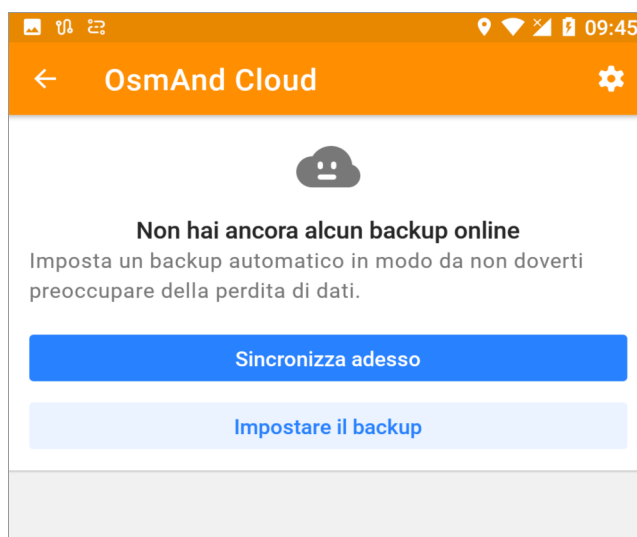 09:45
OsmAnd Cloud
Non hai ancora alcun backup online
Imposta un backup automatico in modo da non doverti
preoccupare della perdita di dati.
Sincronizza adesso
Impostare il backup